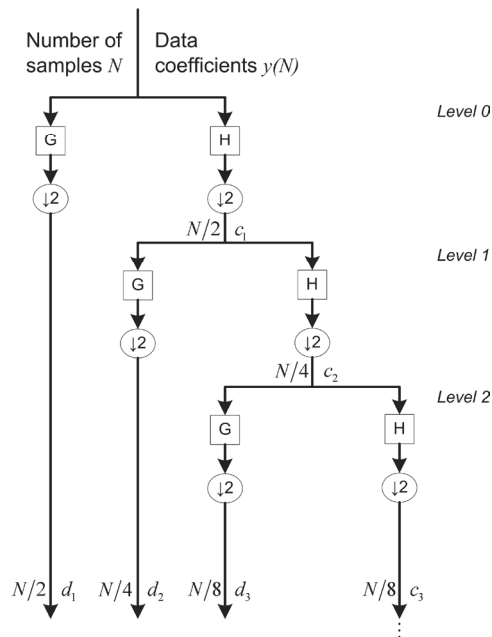 Number of samples N
Data coefficients y(N)
Level 0
G
H
↓2
↓2
N/2 c₁
Level 1
G
H
↓2
↓2
N/4 c₂
Level 2
G
H
↓2
↓2
N/2 d₁
N/4 d₂
N/8 d₃
N/8 c₃